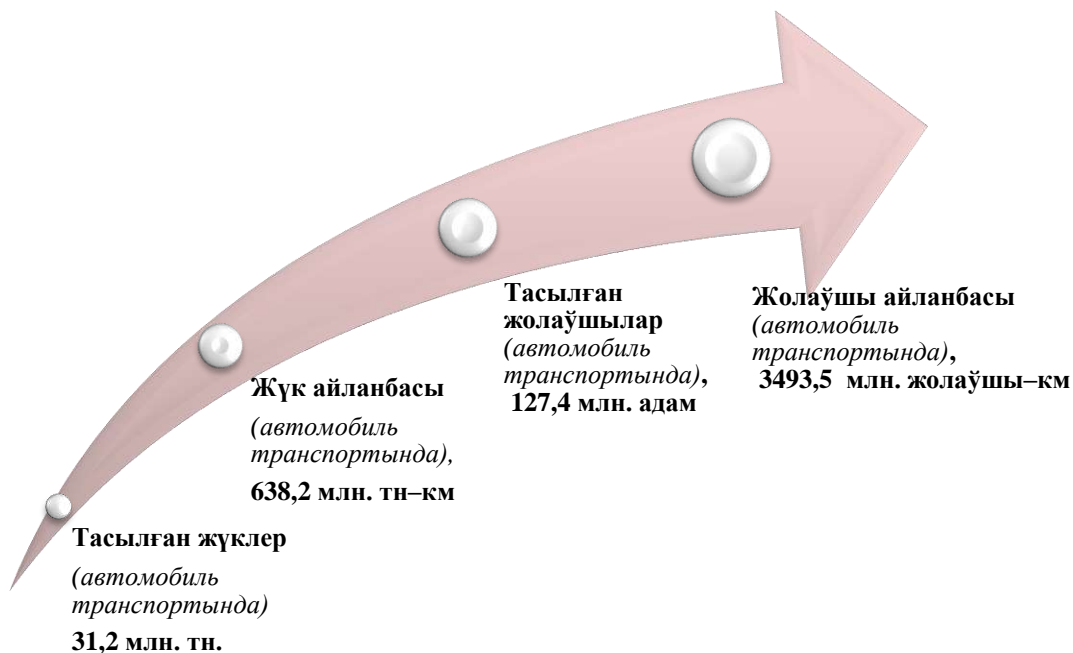 Тасылған жүклер
(автомобиль
транспортында)
31,2 млн. тн.
Жүк айланбасы
(автомобиль
транспортында),
638,2 млн. тн–км
Тасылған
жолаўшылар
(автомобиль
транспортында),
127,4 млн. адам
Жолаўшы айланбасы
(автомобиль
транспортында),
3493,5 млн. жолаўшы–км